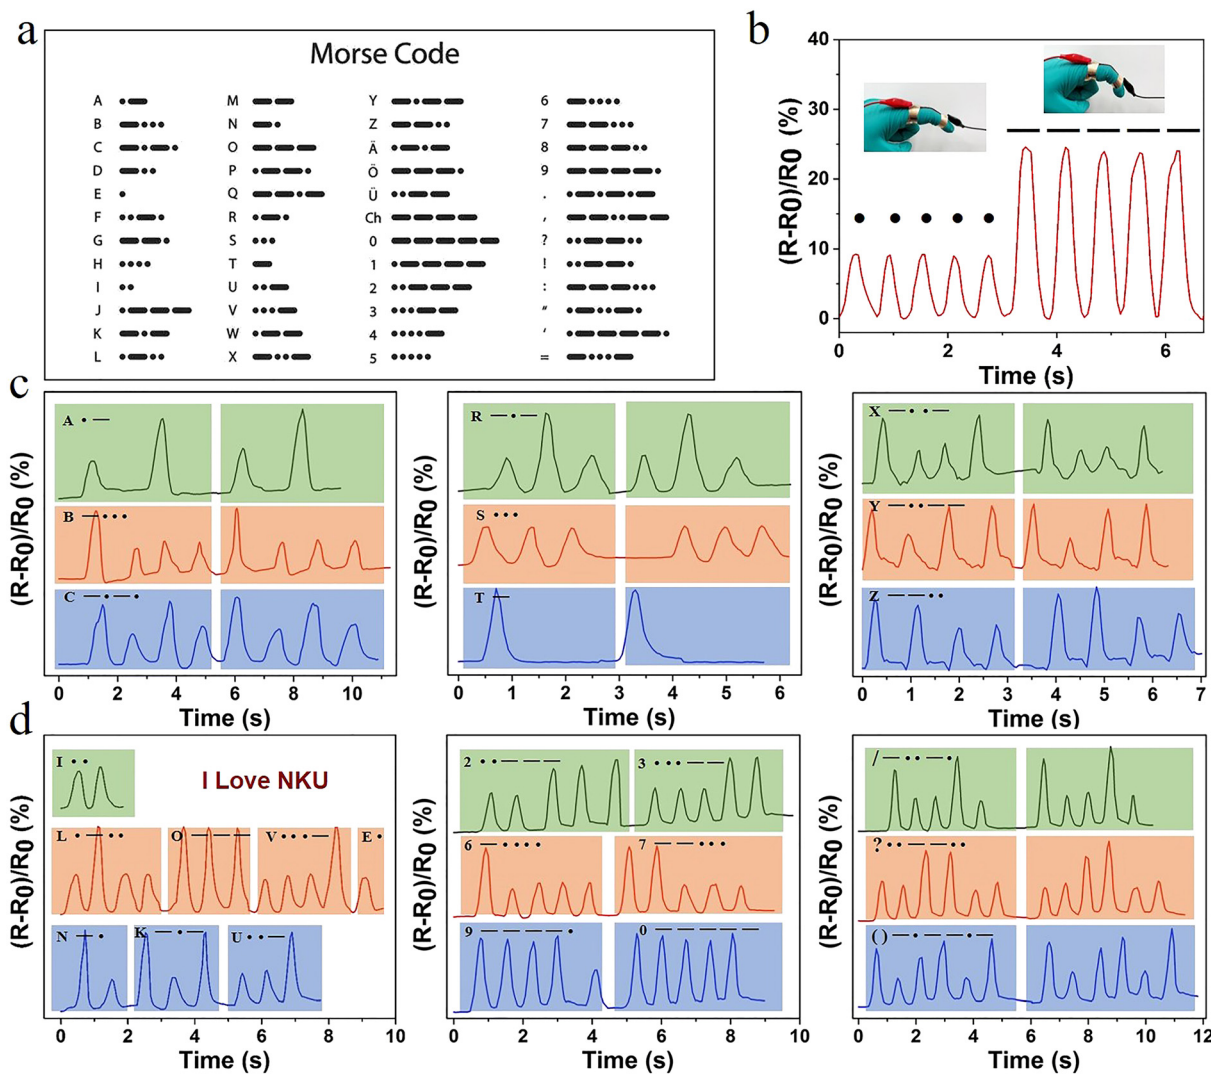 a
Morse Code
A M Y 6
B N Z 7
C O Ä 8
D P Ö 9
E Q Ü .
F R Ch ,
G S 0 ?
H T 1 !
I U 2 :
J V 3 “
K W 4 ‘
L X 5 =
b
(R-R0)/R0 (%)
40
30
20
10
0
0 2 4 6
Time (s)
c
(R-R0)/R0 (%)
A • —
B — • • •
C — • — •
0 2 4 6 8 10
Time (s)
(R-R0)/R0 (%)
R — • —
S • • •
T —
0 1 2 3 4 5 6
Time (s)
(R-R0)/R0 (%)
X — • • —
Y — • • — —
Z — — • •
0 1 2 3 4 5 6 7
Time (s)
d
(R-R0)/R0 (%)
I • •
I Love NKU
L • — • • O — — — V • • • — E •
N — • K — • — U • • —
0 2 4 6 8 10
Time (s)
(R-R0)/R0 (%)
2 • • — — — 3 • • • — —
6 — • • • • 7 — — • • •
9 — — — — • 0 — — — — —
0 2 4 6 8 10
Time (s)
(R-R0)/R0 (%)
/ — • • — •
? • • — — • •
( ) — • — — • —
0 2 4 6 8 10 12
Time (s)